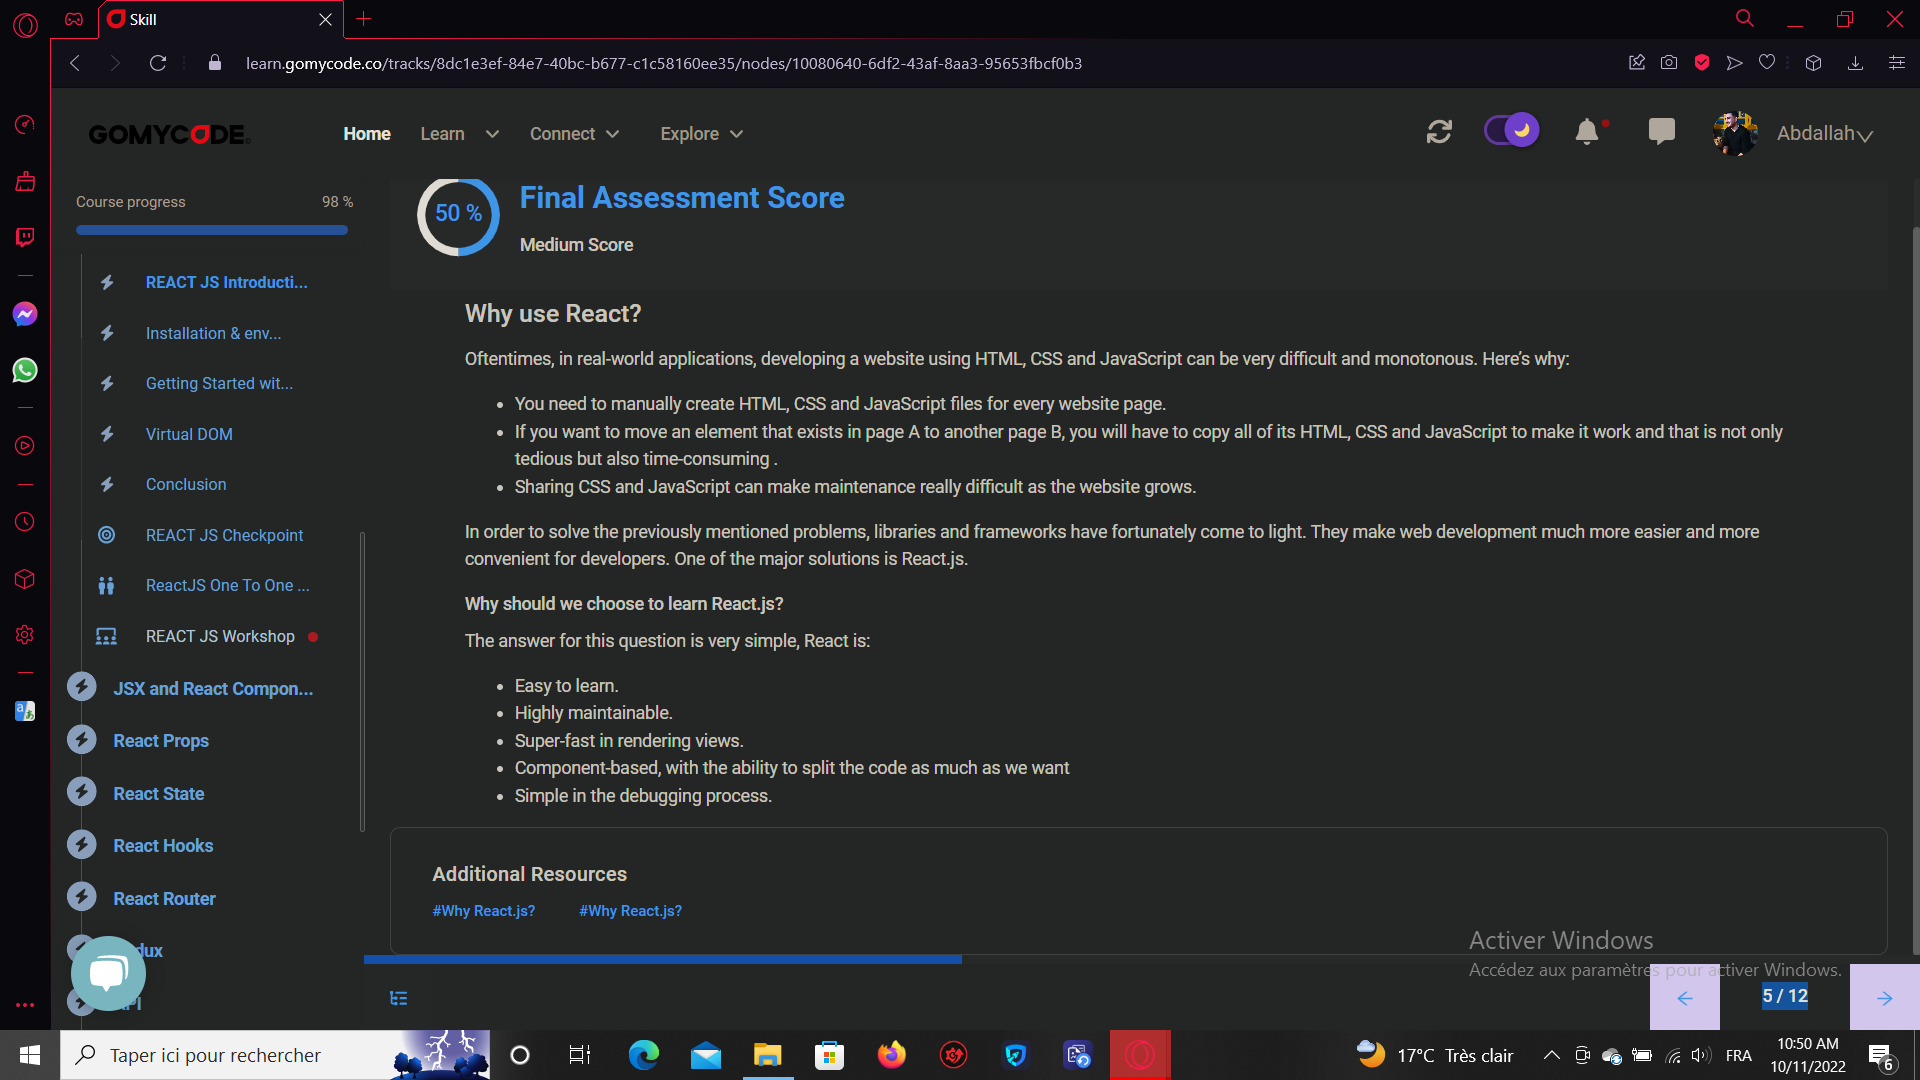 Skill
learn.gomycode.co/tracks/8dc1e3ef-84e7-40bc-b677-c1c58160ee35/nodes/10080640-6df2-43af-8aa3-95653fbcf0b3
GOMYCODE
Home
Learn
Connect
Explore
Abdallah
Course progress
98 %
REACT JS Introducti...
Installation & env...
Getting Started wit...
Virtual DOM
Conclusion
REACT JS Checkpoint
ReactJS One To One ...
REACT JS Workshop
JSX and React Compon...
React Props
React State
React Hooks
React Router
dux
PI
50 %
Final Assessment Score
Medium Score
Why use React?
Oftentimes, in real-world applications, developing a website using HTML, CSS and JavaScript can be very difficult and monotonous. Here’s why:
You need to manually create HTML, CSS and JavaScript files for every website page.
If you want to move an element that exists in page A to another page B, you will have to copy all of its HTML, CSS and JavaScript to make it work and that is not only
tedious but also time-consuming .
Sharing CSS and JavaScript can make maintenance really difficult as the website grows.
In order to solve the previously mentioned problems, libraries and frameworks have fortunately come to light. They make web development much more easier and more
convenient for developers. One of the major solutions is React.js.
Why should we choose to learn React.js?
The answer for this question is very simple, React is:
Easy to learn.
Highly maintainable.
Super-fast in rendering views.
Component-based, with the ability to split the code as much as we want
Simple in the debugging process.
Additional Resources
#Why React.js?
#Why React.js?
Activer Windows
Accédez aux paramètres pour activer Windows.
5 / 12
Taper ici pour rechercher
17°C Très clair
FRA
10:50 AM
10/11/2022
6